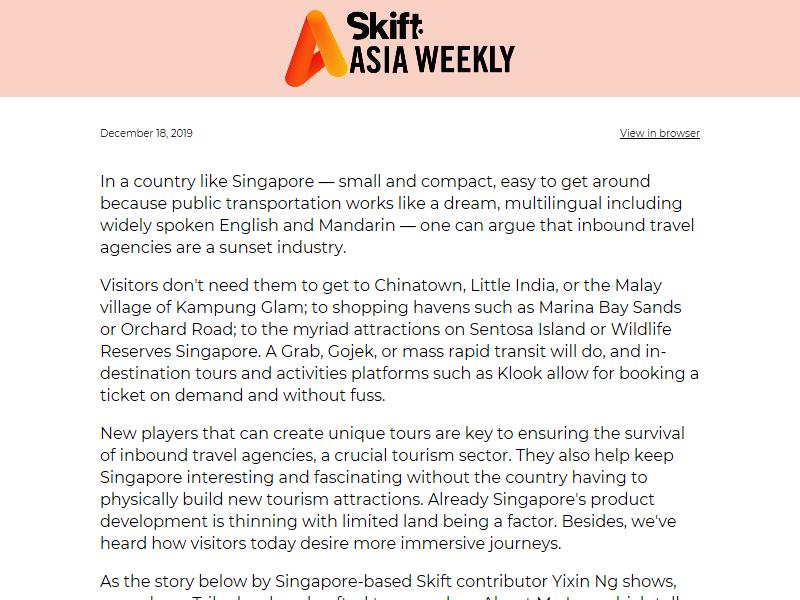 Skift
ASIA WEEKLY
December 18, 2019
View in browser
In a country like Singapore — small and compact, easy to get around
because public transportation works like a dream, multilingual including
widely spoken English and Mandarin — one can argue that inbound travel
agencies are a sunset industry.
Visitors don't need them to get to Chinatown, Little India, or the Malay
village of Kampung Glam; to shopping havens such as Marina Bay Sands
or Orchard Road; to the myriad attractions on Sentosa Island or Wildlife
Reserves Singapore. A Grab, Gojek, or mass rapid transit will do, and in-
destination tours and activities platforms such as Klook allow for booking a
ticket on demand and without fuss.
New players that can create unique tours are key to ensuring the survival
of inbound travel agencies, a crucial tourism sector. They also help keep
Singapore interesting and fascinating without the country having to
physically build new tourism attractions. Already Singapore's product
development is thinning with limited land being a factor. Besides, we've
heard how visitors today desire more immersive journeys.
As the story below by Singapore-based Skift contributor Yixin Ng shows,